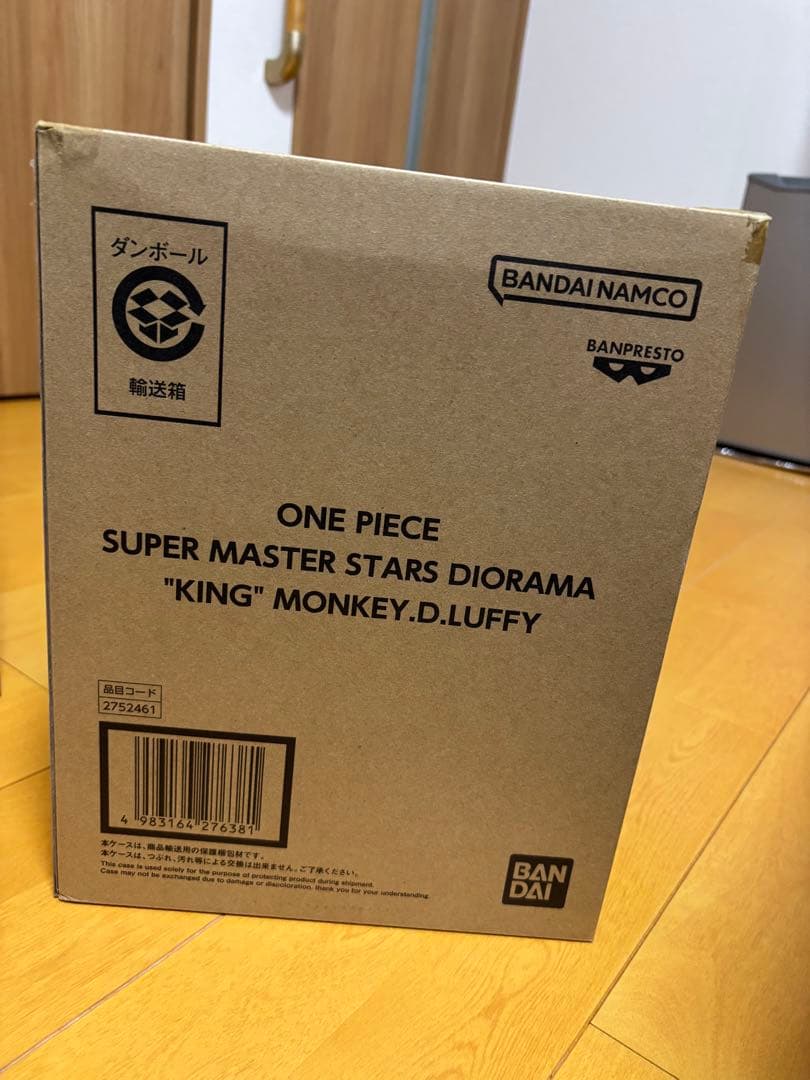 ダンボール
輸送箱
BANDAI NAMCO
BANPRESTO
ONE PIECE
SUPER MASTER STARS DIORAMA
"KING" MONKEY.D.LUFFY
品目コード
2752461
4 983164 276381
本ケースは、商品輸送用の保護梱包材です。
本ケースは、つぶれ、汚れ等による交換は出来ません。ご了承ください。
This case is used solely for the purpose of protecting product during shipment.
Case may not be exchanged due to damage or discoloration. thank you for your understanding.
BAN
DAI